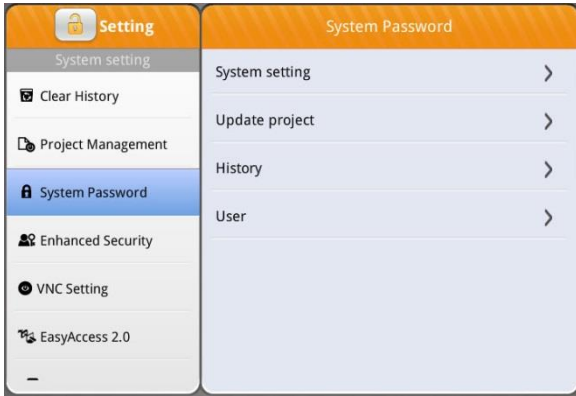 Setting
System setting
Clear History
Project Management
System Password
Enhanced Security
VNC Setting
EasyAccess 2.0
System Password
System setting
Update project
History
User